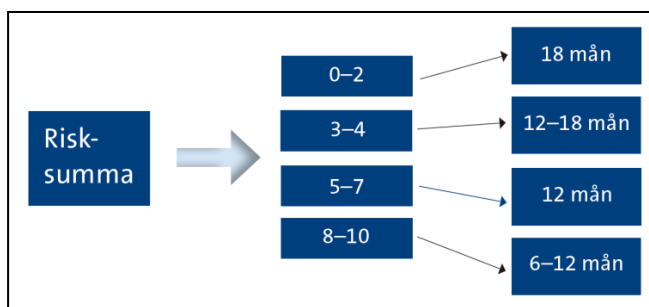 Risk-
summa
0–2
3–4
5–7
8–10
18 mån
12–18 mån
12 mån
6–12 mån